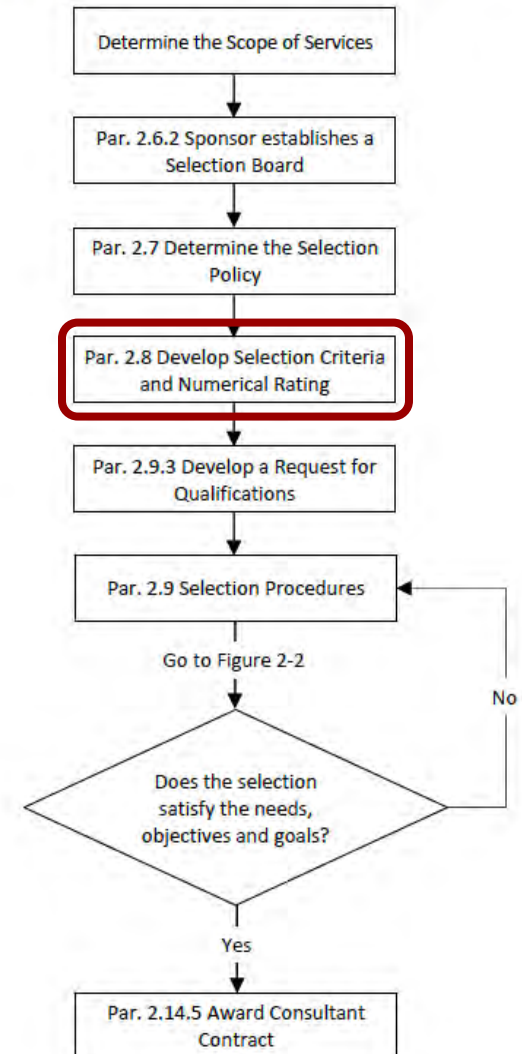 Determine the Scope of Services
Par. 2.6.2 Sponsor establishes a
Selection Board
Par. 2.7 Determine the Selection
Policy
Par. 2.8 Develop Selection Criteria
and Numerical Rating
Par. 2.9.3 Develop a Request for
Qualifications
Par. 2.9 Selection Procedures
Go to Figure 2-2
No
Does the selection
satisfy the needs,
objectives and goals?
Yes
Par. 2.14.5 Award Consultant
Contract